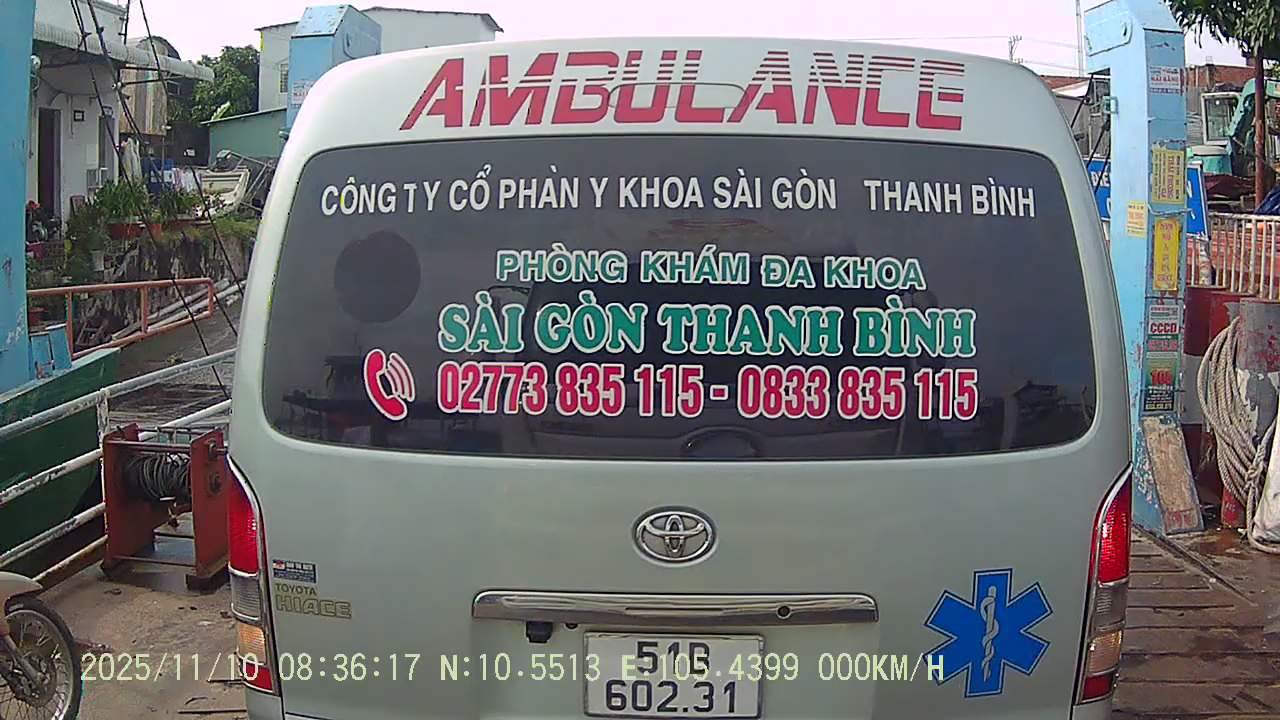 AMBULANCE
CÔNG TY CỔ PHÀN Y KHOA SÀI GÒN THANH BÌNH
PHÒNG KHÁM ĐA KHOA
SÀI GÒN THANH BÌNH
02773 835 115 - 0833 835 115
TOYOTA
HIACE
51B
602.31
CCCD
2025/11/10 08:36:17 N:10.5513 E:105.4399 000KM/H